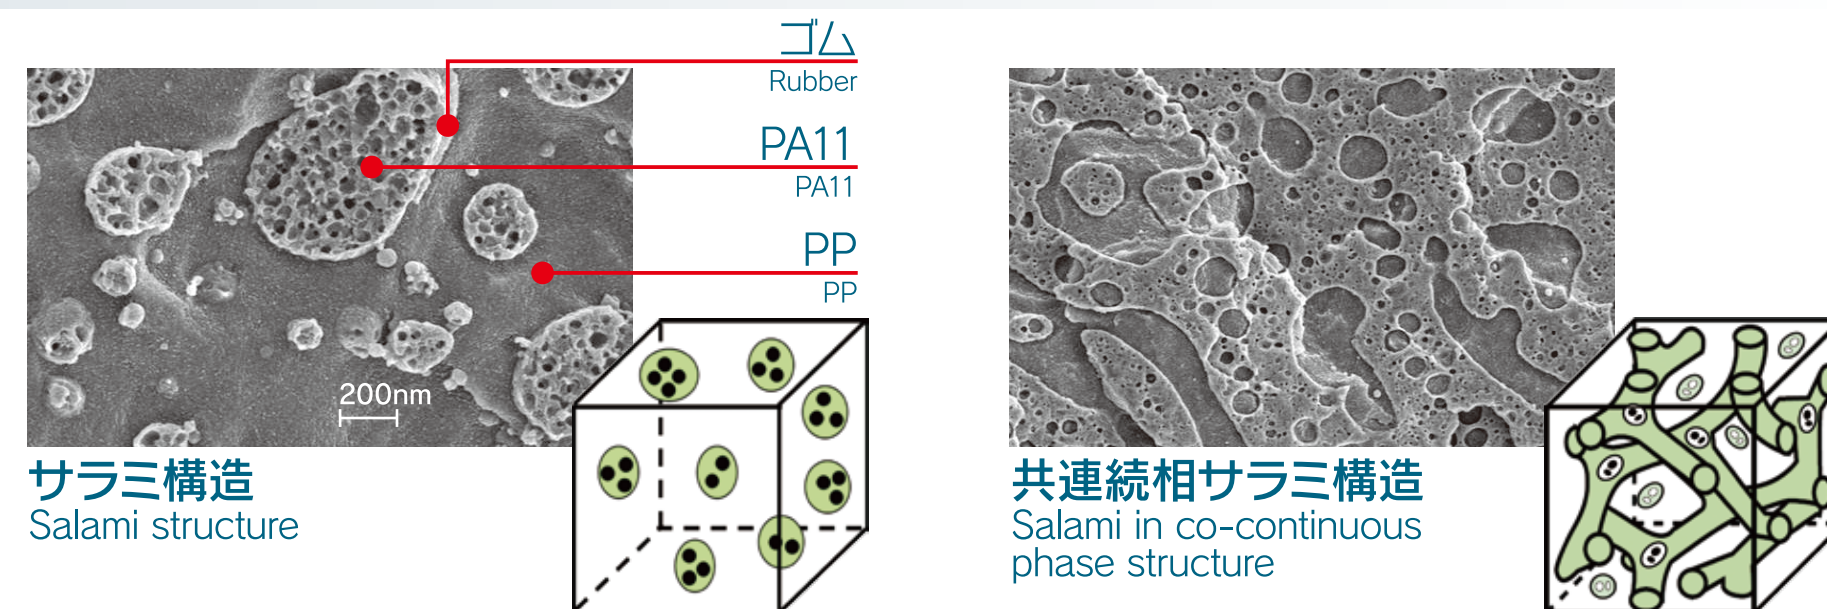 ゴム
Rubber
PA11
PA11
PP
PP
200nm
サラミ構造
Salami structure
共連続相サラミ構造
Salami in co-continuous
phase structure